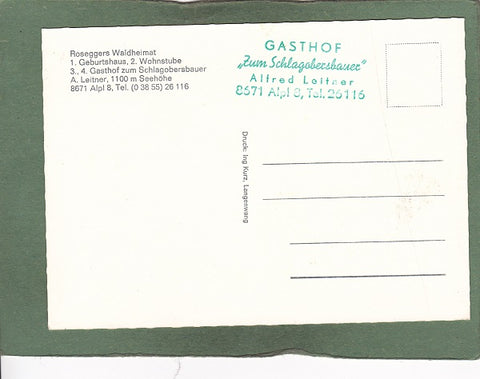 Roseggers Waldheimat
1. Geburtshaus, 2. Wohnstube
3., 4. Gasthof zum Schlagobersbauer
A. Leitner, 1100 m Seehöhe
8671 Alpl 8, Tel. (0 38 55) 26 116
GASTHOF
„Zum Schlagobersbauer"
Alfred Leitner
8671 Alpl 8, Tel. 26116
Druck: Ing Kurz, Langenwang